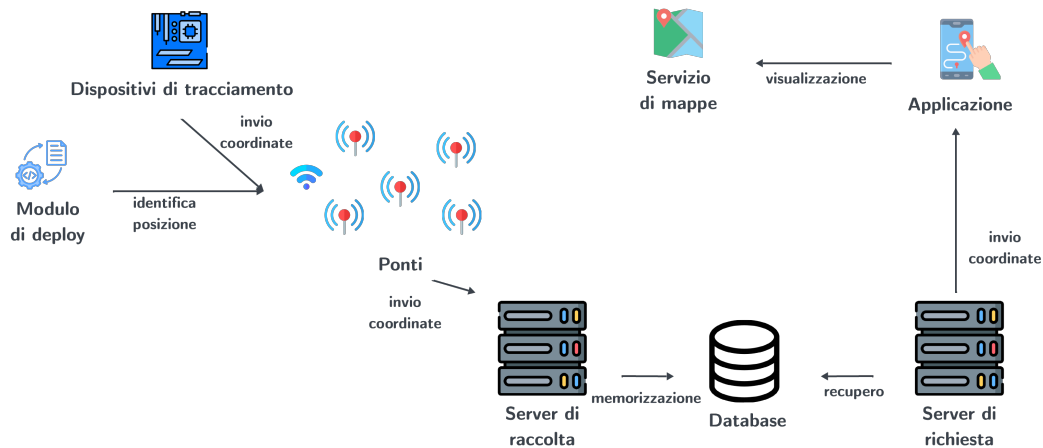 Dispositivi di tracciamento
invio
coordinate
Modulo
di deploy
identifica
posizione
Ponti
invio
coordinate
Server di
raccolta
memorizzazione
Database
recupero
Server di
richiesta
invio
coordinate
Applicazione
visualizzazione
Servizio
di mappe